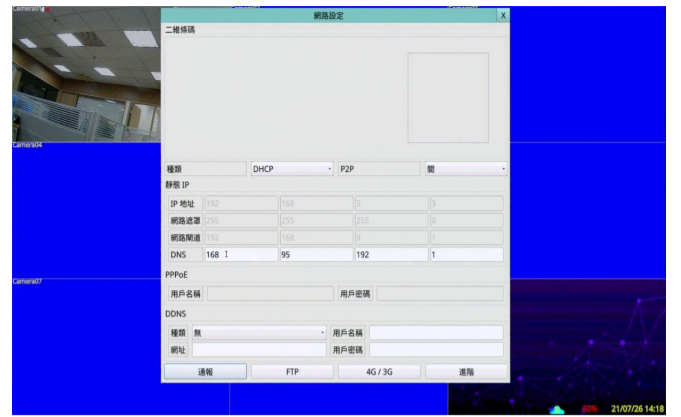 Camera01
網路設定 X
二維條碼
種類 DHCP P2P 關
靜態 IP
IP 地址 192 168 3 3
網路遮罩 255 255 255 0
網路閘道 192 168 3 1
DNS 168 95 192 1
PPPoE
用戶名稱 用戶密碼
DDNS
種類 無 用戶名稱
網址 用戶密碼
通報 FTP 4G / 3G 進階
Camera04
Camera07
80% 21/07/26 14:18